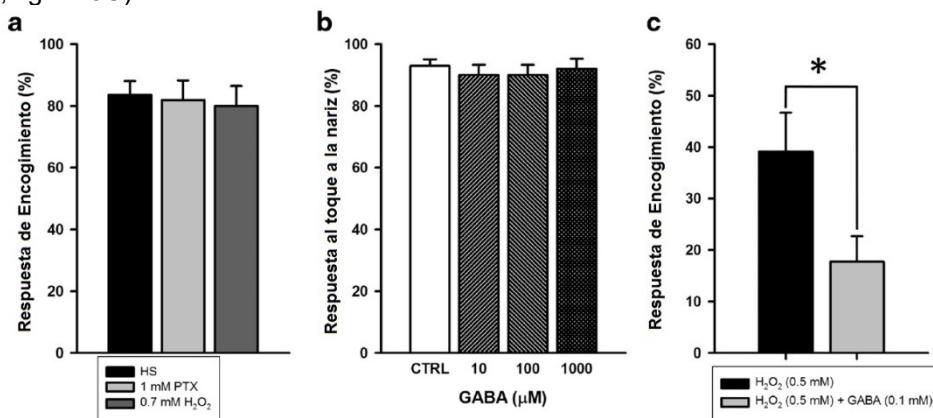 a
Respuesta de Encogimiento (%)
100
80
60
40
20
0
HS
1 mM PTX
0.7 mM H₂O₂
b
Respuesta al toque a la nariz (%)
100
80
60
40
20
0
CTRL 10 100 1000
GABA (µM)
c
Respuesta de Encogimiento (%)
60
50
40
30
20
10
0
*
H₂O₂ (0.5 mM)
H₂O₂ (0.5 mM) + GABA (0.1 mM)